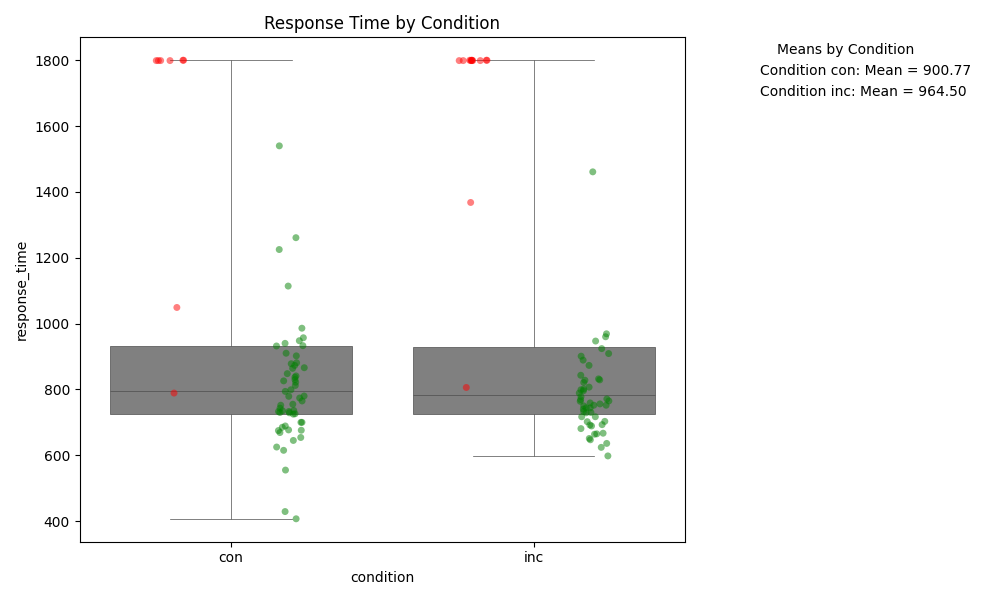 Response Time by Condition
Means by Condition
Condition con: Mean = 900.77
Condition inc: Mean = 964.50
response_time
1800
1600
1400
1200
1000
800
600
400
con
inc
condition